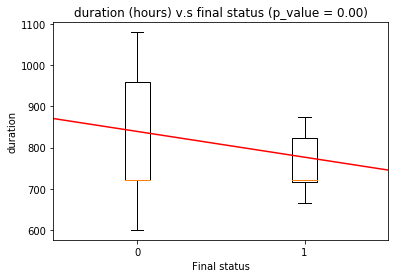 duration (hours) v.s final status (p_value = 0.00)
1100
1000
900
800
700
600
duration
0
1
Final status